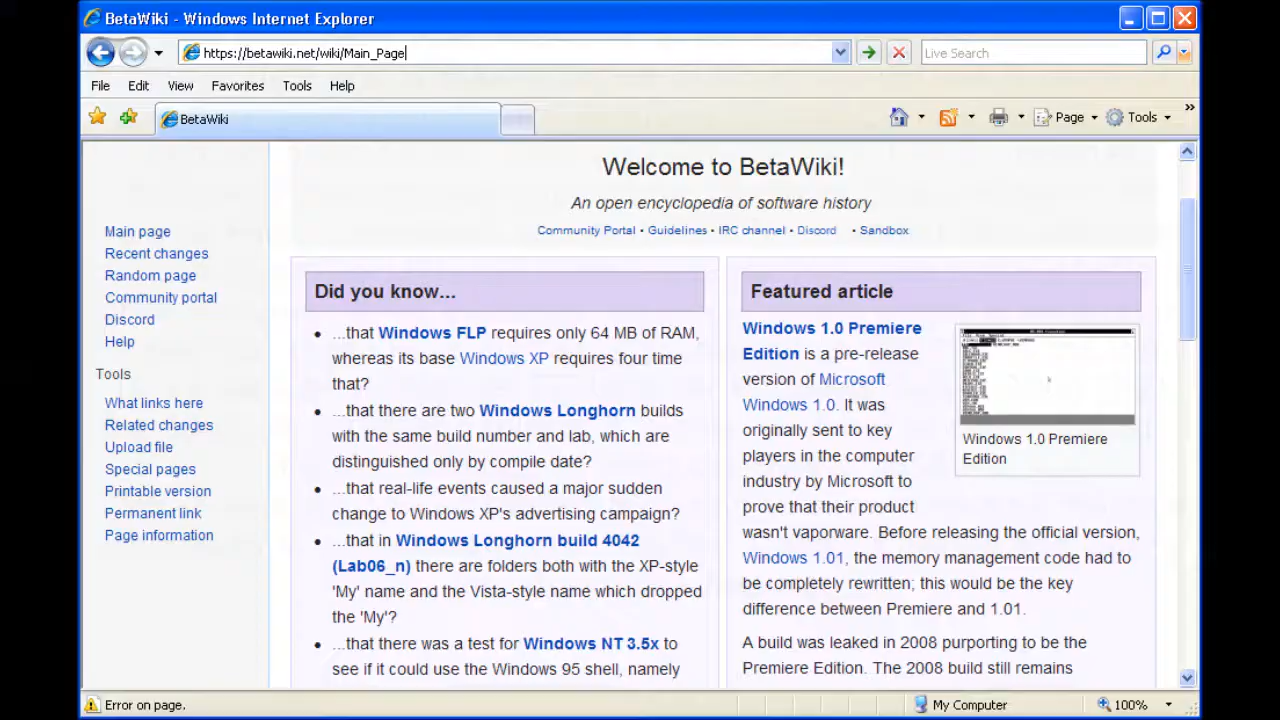 BetaWiki - Windows Internet Explorer
https://betawiki.net/wiki/Main_Page
Live Search
File Edit View Favorites Tools Help
BetaWiki
Page Tools
Welcome to BetaWiki!
An open encyclopedia of software history
Community Portal • Guidelines • IRC channel • Discord • Sandbox
Main page
Recent changes
Random page
Community portal
Discord
Help
Tools
What links here
Related changes
Upload file
Special pages
Printable version
Permanent link
Page information
Did you know...
...that Windows FLP requires only 64 MB of RAM,
whereas its base Windows XP requires four time
that?
...that there are two Windows Longhorn builds
with the same build number and lab, which are
distinguished only by compile date?
...that real-life events caused a major sudden
change to Windows XP's advertising campaign?
...that in Windows Longhorn build 4042
(Lab06_n) there are folders both with the XP-style
'My' name and the Vista-style name which dropped
the 'My'?
...that there was a test for Windows NT 3.5x to
see if it could use the Windows 95 shell, namely
Featured article
Windows 1.0 Premiere
Edition is a pre-release
version of Microsoft
Windows 1.0. It was
originally sent to key
players in the computer
industry by Microsoft to
prove that their product
wasn't vaporware. Before releasing the official version,
Windows 1.01, the memory management code had to
be completely rewritten; this would be the key
difference between Premiere and 1.01.
A build was leaked in 2008 purporting to be the
Premiere Edition. The 2008 build still remains
Windows 1.0 Premiere
Edition
Error on page.
My Computer
100%